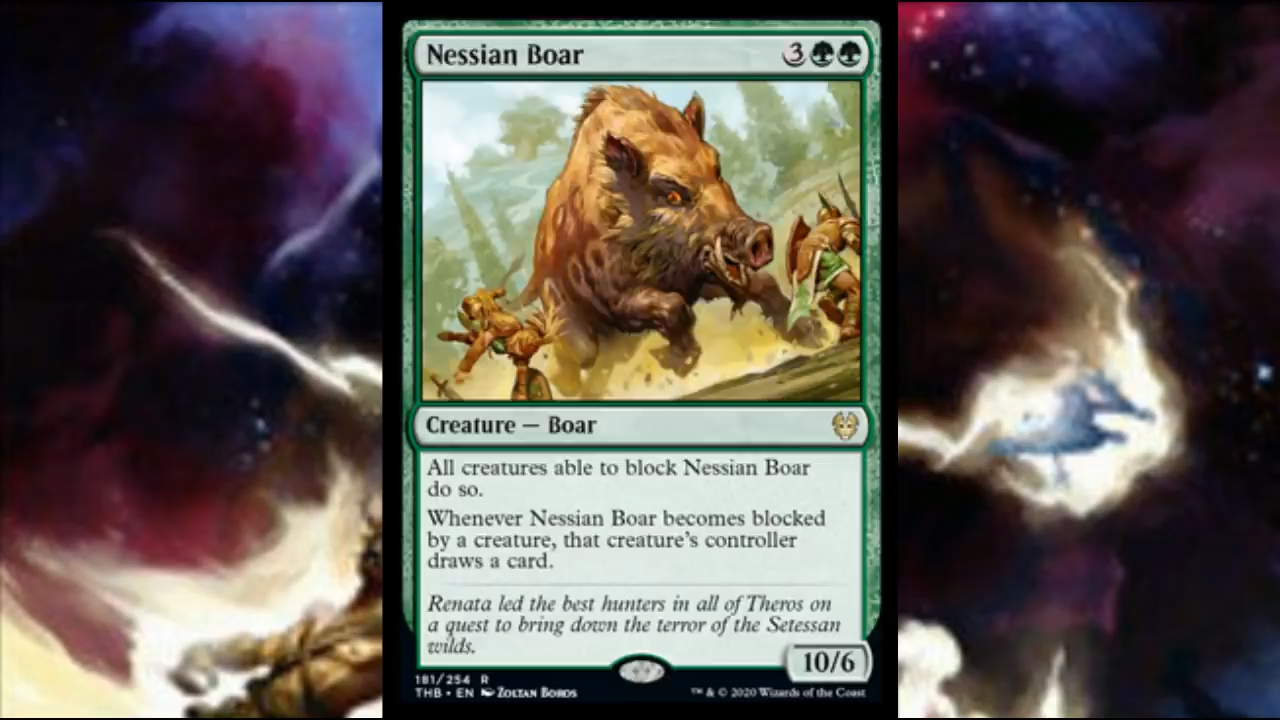 Nessian Boar 3
Creature — Boar
All creatures able to block Nessian Boar
do so.
Whenever Nessian Boar becomes blocked
by a creature, that creature's controller
draws a card.
Renata led the best hunters in all of Theros on
a quest to bring down the terror of the Setessan
wilds.
10/6
181/254 R
THB • EN Zoltan Boros
™ & © 2020 Wizards of the Coast